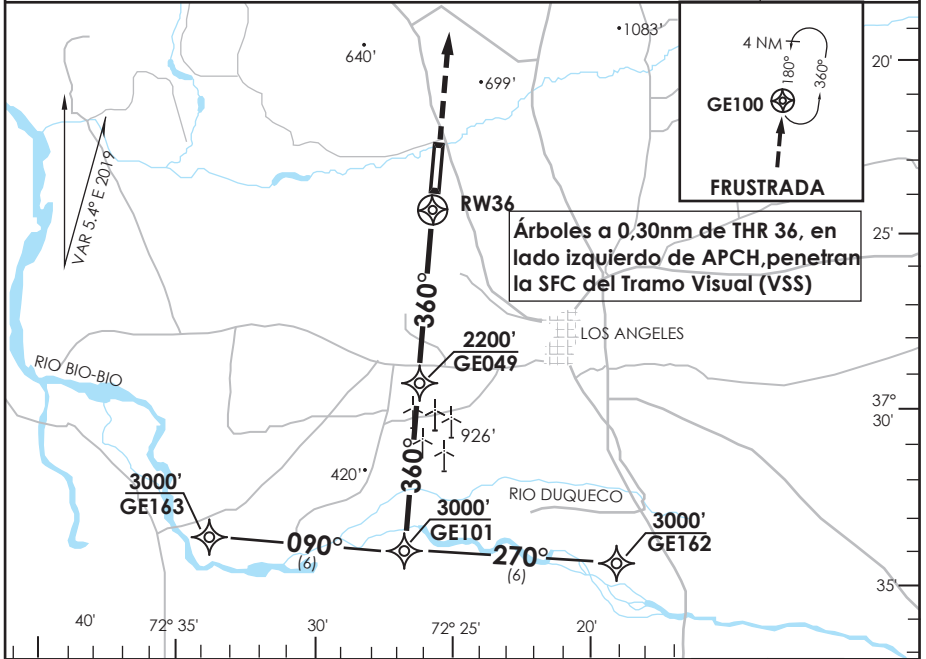 1083'
640'
699'
20'
4 NM
180°
360°
GE100
FRUSTRADA
VAR 5.4° E 2019
RW36
Árboles a 0,30nm de THR 36, en
lado izquierdo de APCH,penetran
la SFC del Tramo Visual (VSS)
25'
360°
2200'
GE049
LOS ANGELES
RIO BIO-BIO
37°
30'
926'
420'
360°
3000'
GE163
3000'
GE101
RIO DUQUECO
3000'
GE162
090°
(6)
270°
(6)
35'
40'
72° 35'
30'
72° 25'
20'